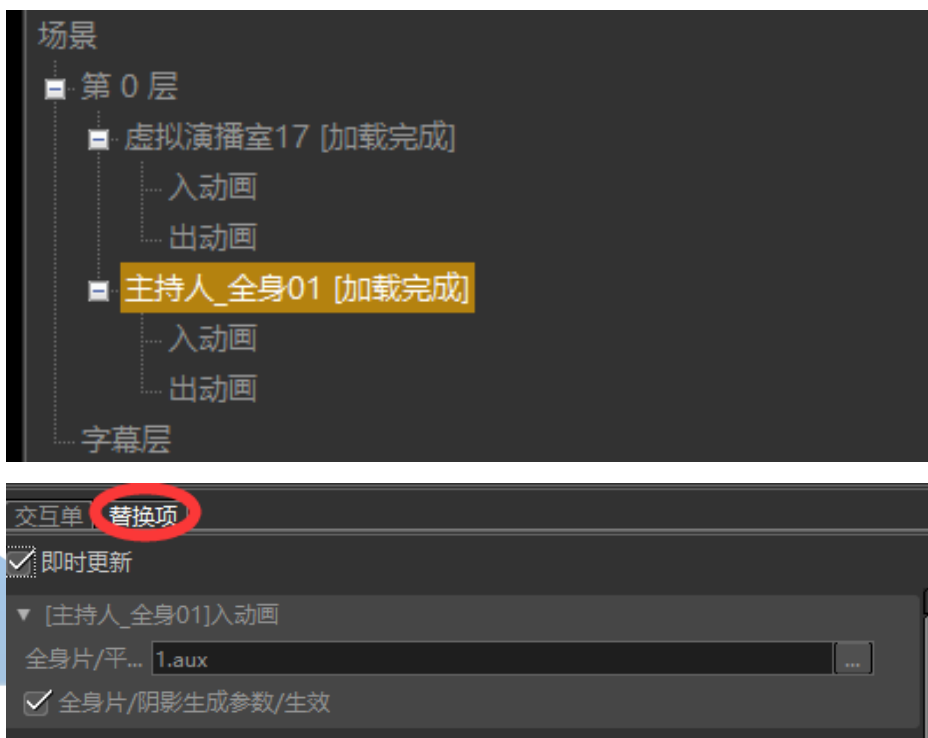 场景
第 0 层
虚拟演播室17 [加载完成]
入动画
出动画
主持人_全身01 [加载完成]
入动画
出动画
字幕层
交互单 替换项
即时更新
[主持人_全身01]入动画
全身片/平... 1.aux ...
全身片/阴影生成参数/生效